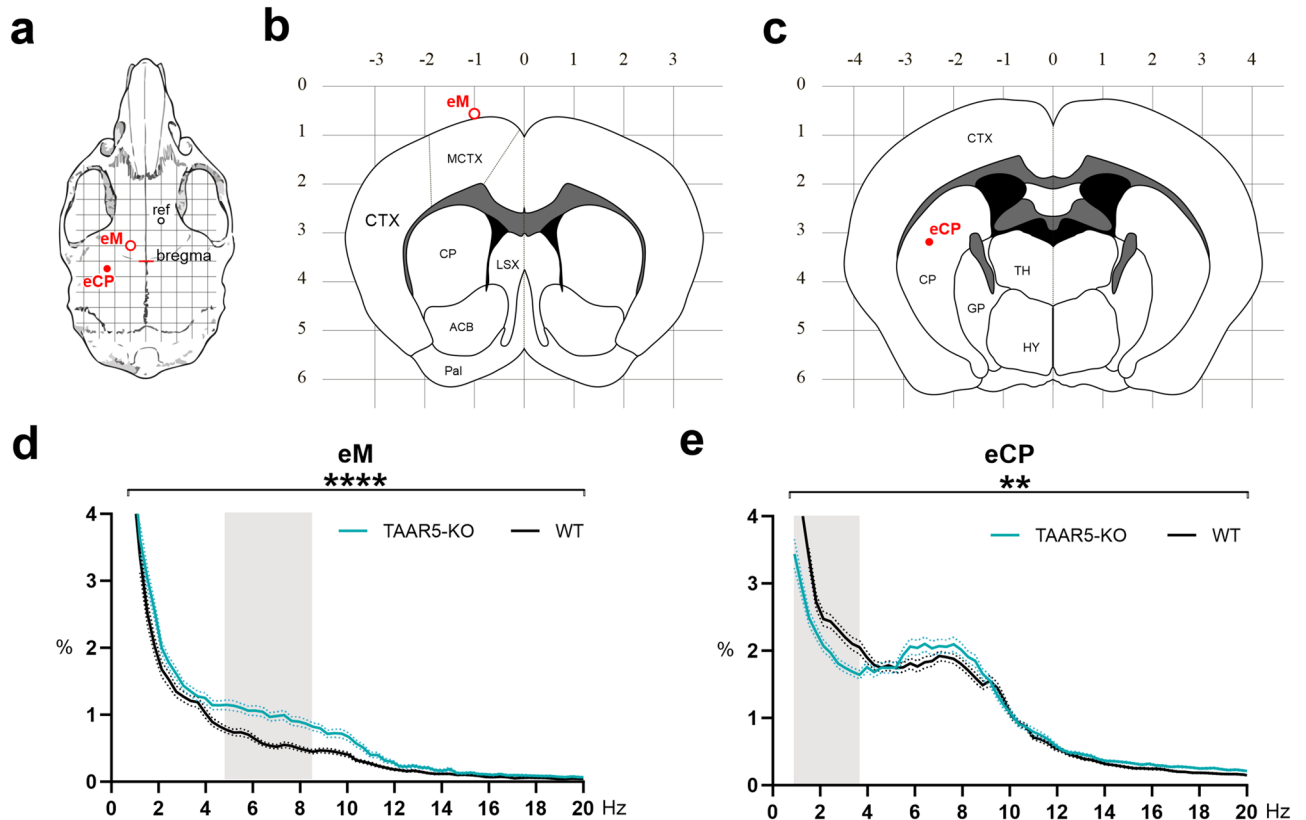 a
ref
eM
bregma
eCP
b
-3 -2 -1 0 1 2 3
0
eM
1
MCTX
2
CTX
3
CP
LSX
4
ACB
5
Pal
6
c
-4 -3 -2 -1 0 1 2 3 4
0
1
CTX
2
3
eCP
4
CP
TH
GP
5
HY
6
d
eM
****
4
TAAR5-KO WT
3
%
2
1
0
0 2 4 6 8 10 12 14 16 18 20 Hz
e
eCP
**
4
TAAR5-KO WT
3
%
2
1
0
0 2 4 6 8 10 12 14 16 18 20 Hz